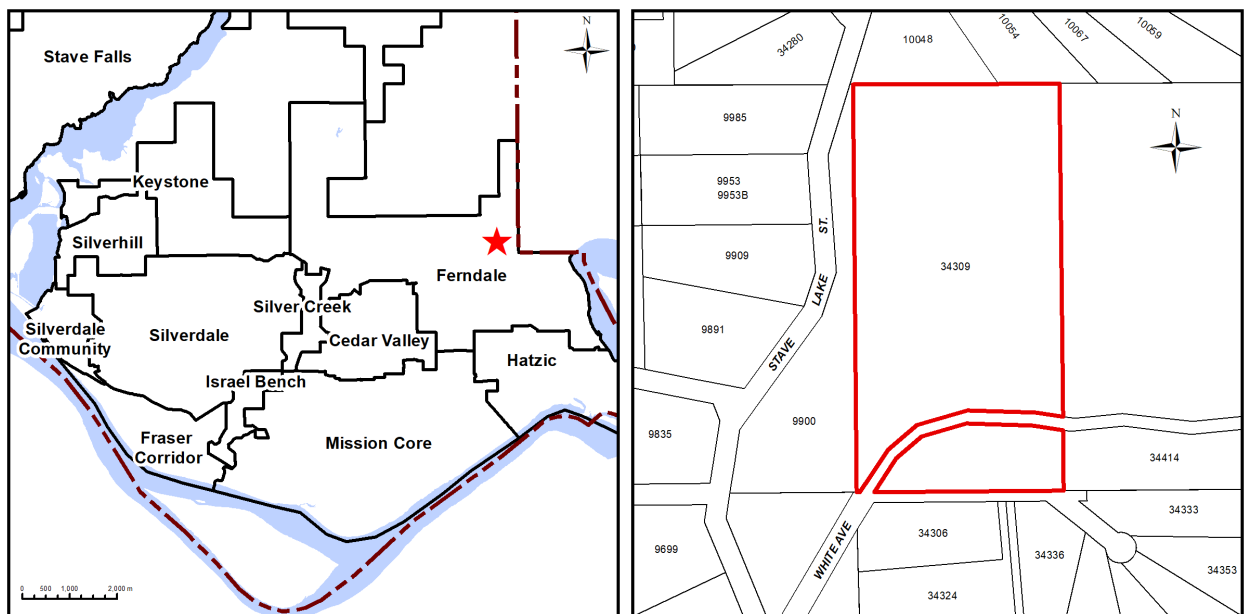 N
Stave Falls
Keystone
Silverhill
Ferndale
Silver Creek
Silverdale
Community
Silverdale
Cedar Valley
Hatzic
Israel Bench
Fraser
Corridor
Mission Core
0 500 1,000 2,000 m
34280
10048
10054
10067
10059
N
9985
9953
9953B
9909
9891
STAVE LAKE ST.
34309
9835
9900
34414
9699
WHITE AVE
34306
34336
34333
34353
34324